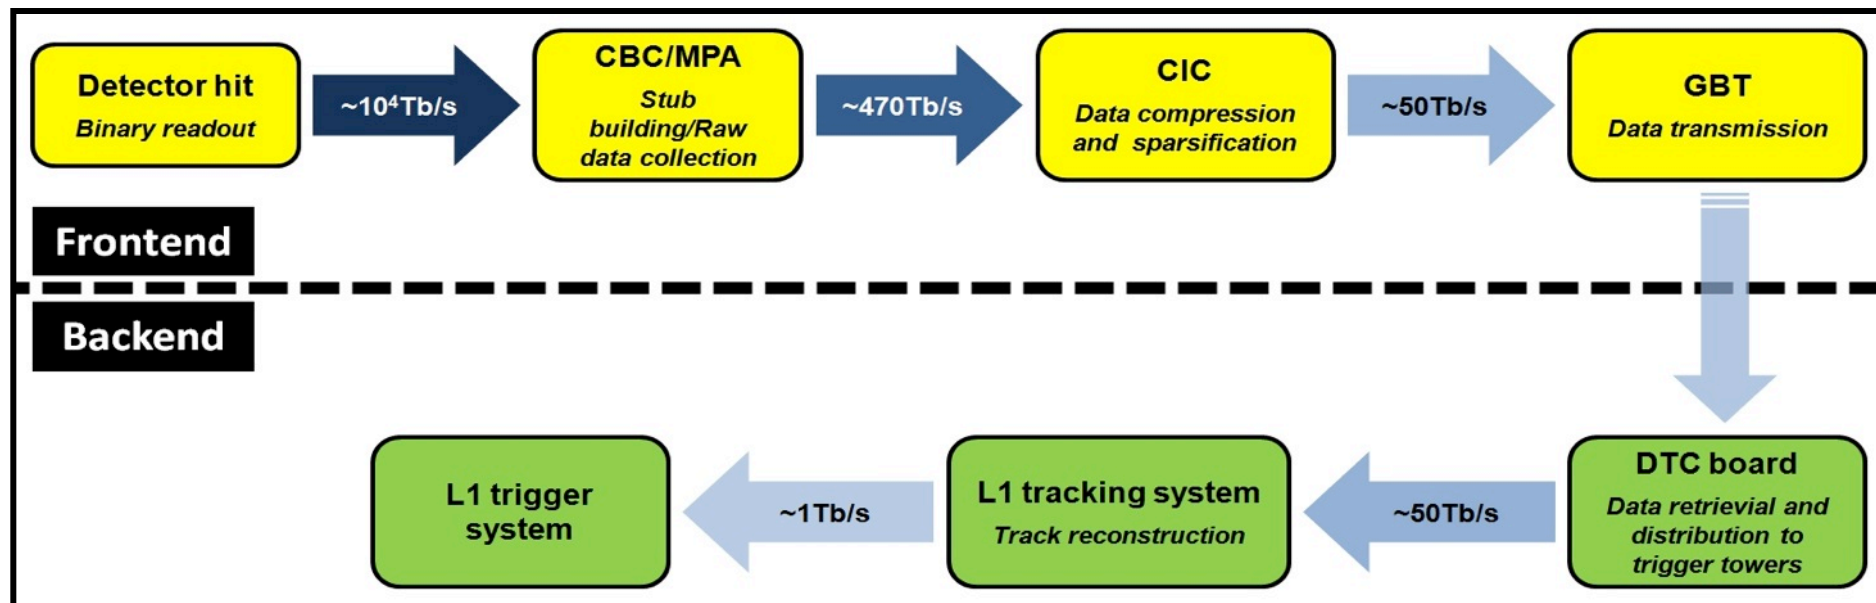 Detector hit
Binary readout
~10⁴Tb/s
CBC/MPA
Stub
building/Raw
data collection
~470Tb/s
CIC
Data compression
and sparsification
~50Tb/s
GBT
Data transmission
Frontend
Backend
DTC board
Data retrievial and
distribution to
trigger towers
~50Tb/s
L1 tracking system
Track reconstruction
~1Tb/s
L1 trigger
system